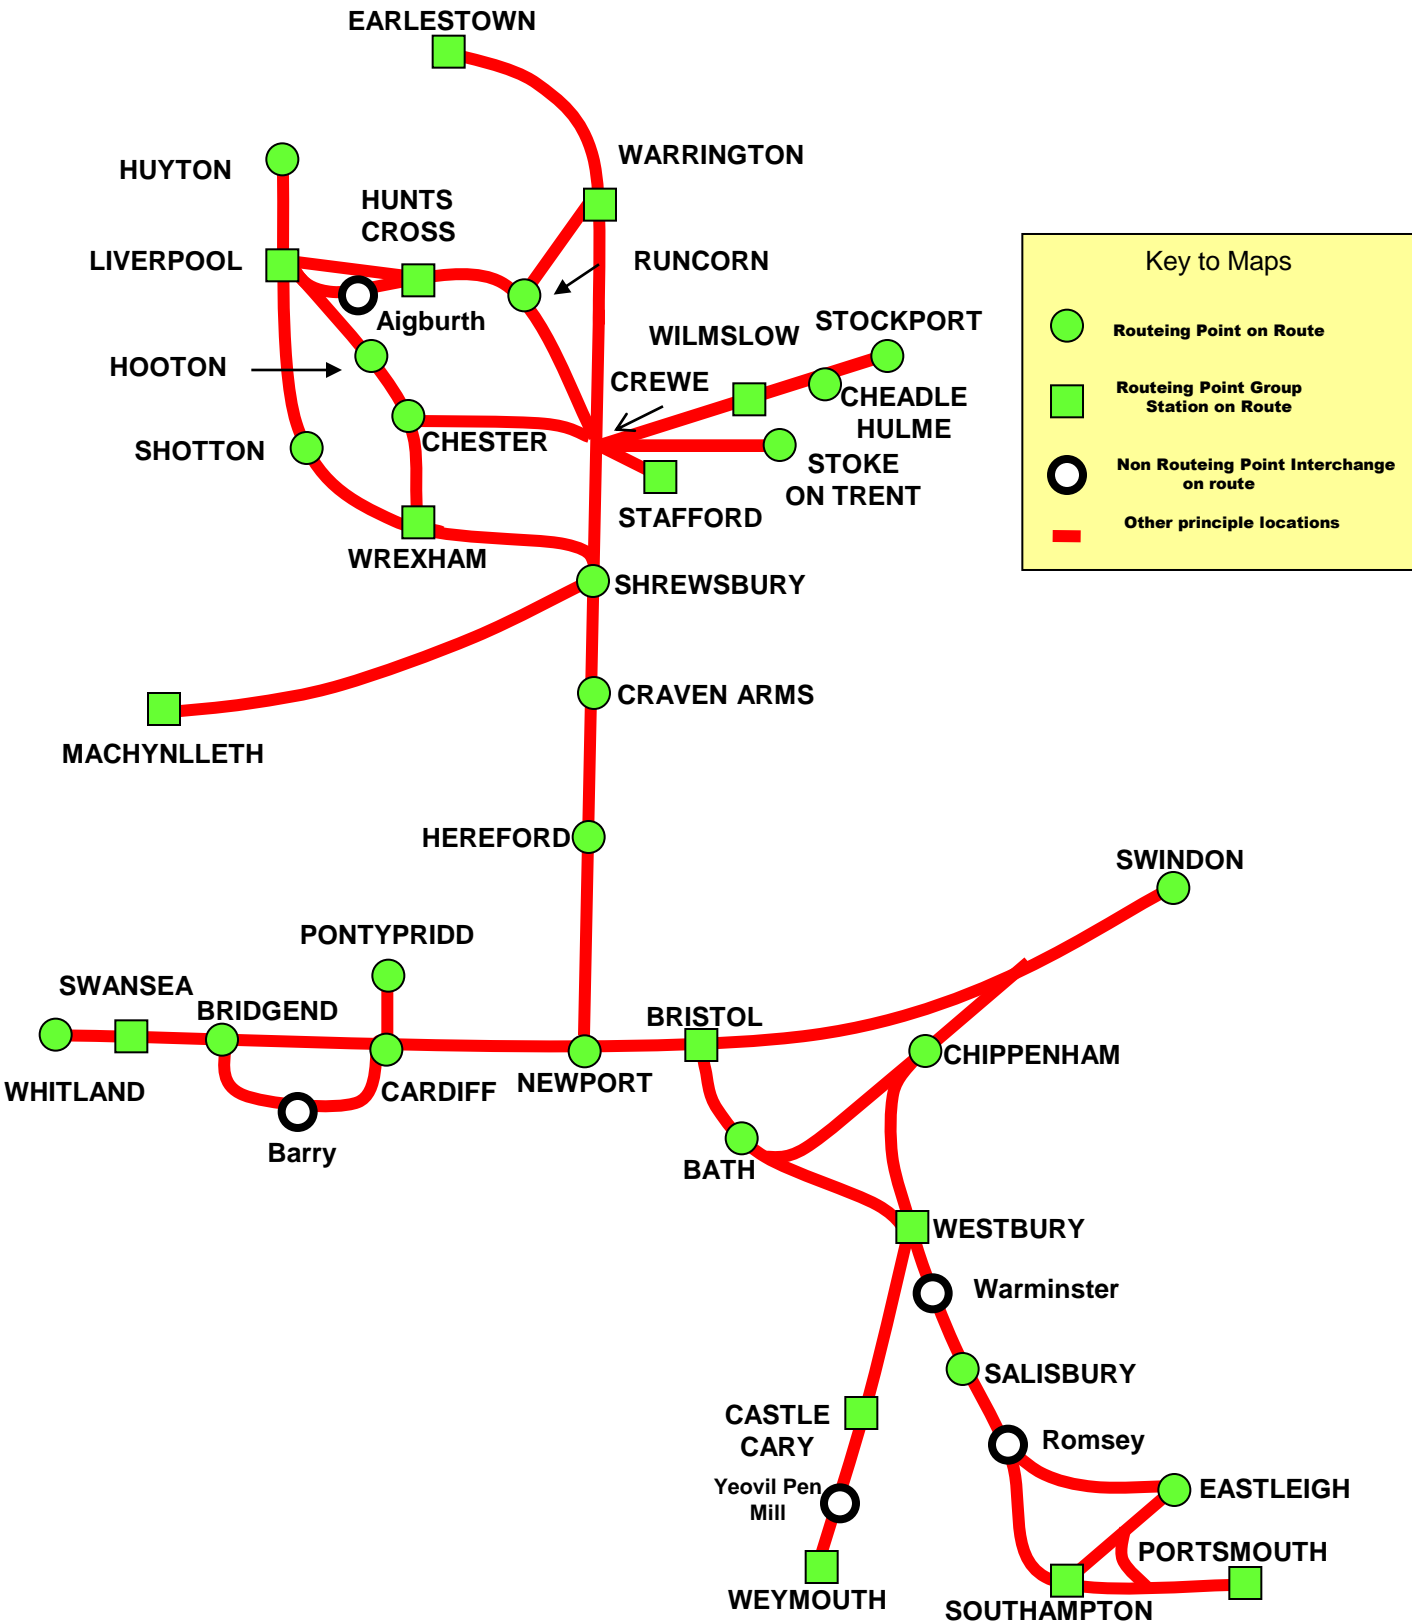 EARLESTOWN
WARRINGTON
HUYTON
HUNTS
CROSS
LIVERPOOL
RUNCORN
Key to Maps
Aigburth
WILMSLOW
STOCKPORT
Routeing Point on Route
HOOTON
CREWE
CHEADLE
HULME
Routeing Point Group
Station on Route
SHOTTON
CHESTER
STOKE
ON TRENT
Non Routeing Point Interchange
on route
STAFFORD
Other principle locations
WREXHAM
SHREWSBURY
CRAVEN ARMS
MACHYNLLETH
HEREFORD
SWINDON
PONTYPRIDD
SWANSEA
BRIDGEND
BRISTOL
CHIPPENHAM
WHITLAND
CARDIFF
NEWPORT
Barry
BATH
WESTBURY
Warminster
SALISBURY
CASTLE
CARY
Romsey
Yeovil Pen
Mill
EASTLEIGH
PORTSMOUTH
WEYMOUTH
SOUTHAMPTON